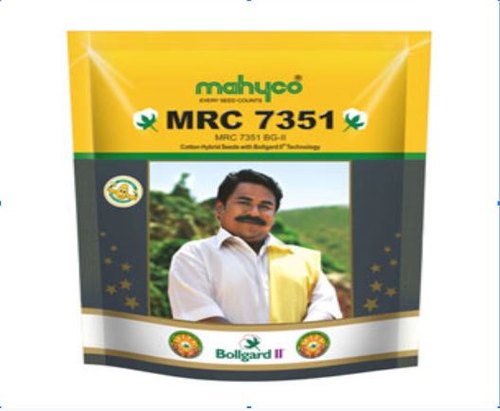 mahyco®
EVERY SEED COUNTS
MRC 7351
MRC 7351 BG-II
Cotton Hybrid Seeds with Bollgard II® Technology
Bollgard II®